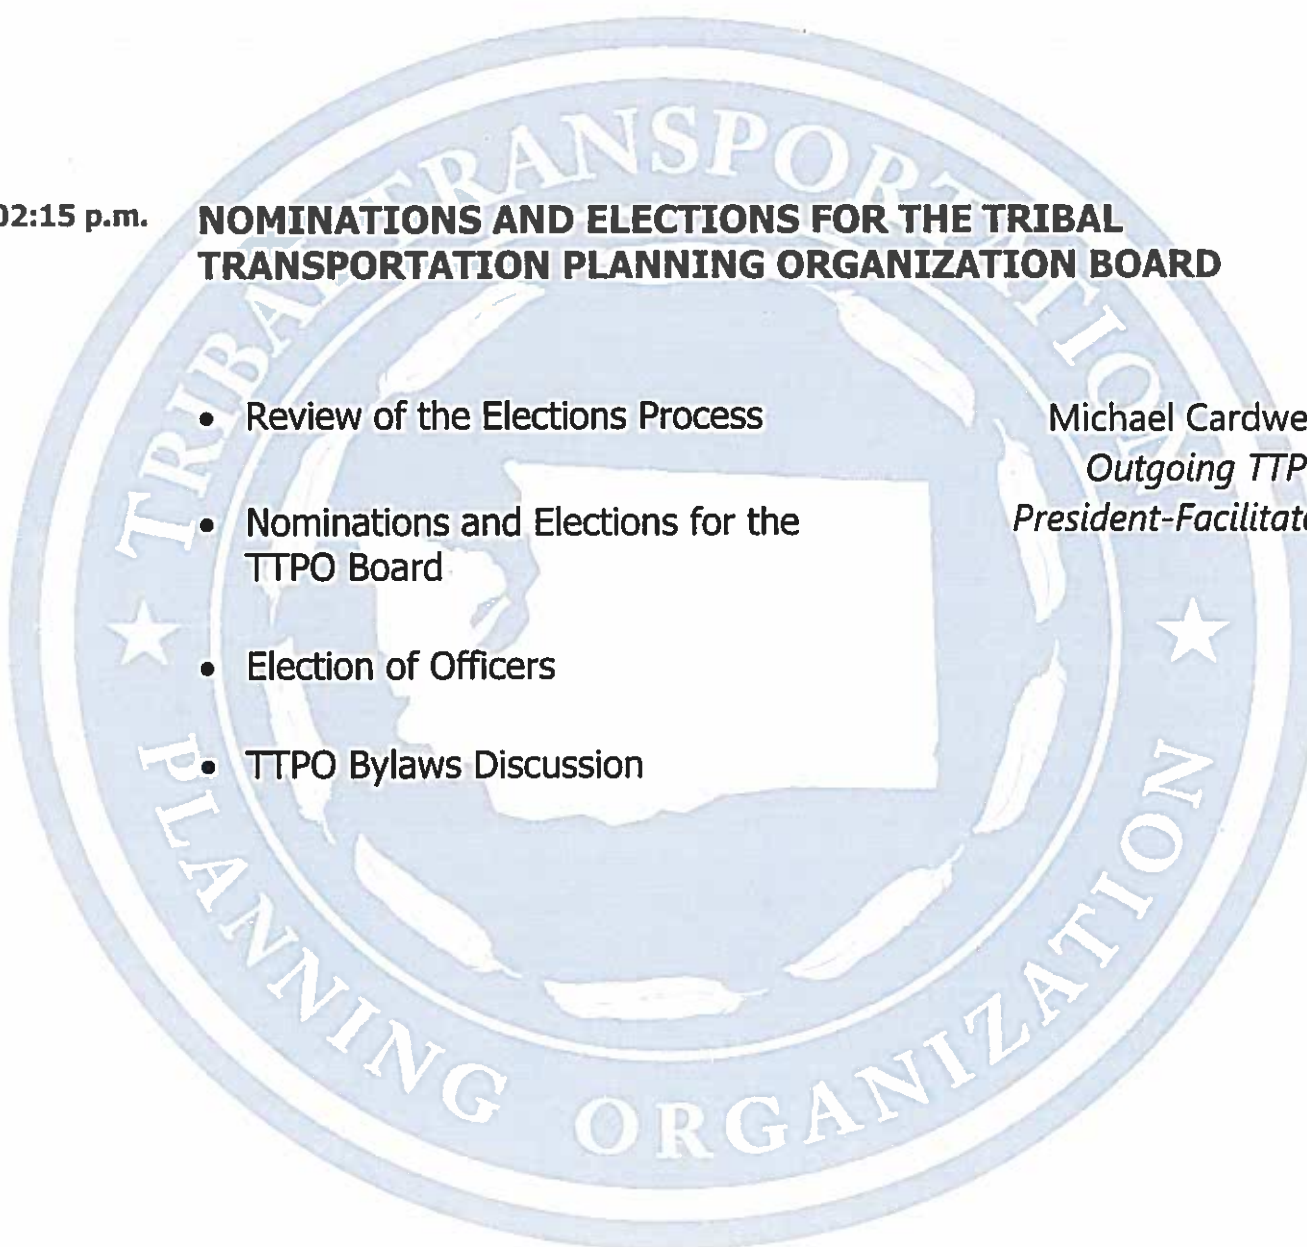 TRIBAL TRANSPORTATION
02:15 p.m. NOMINATIONS AND ELECTIONS FOR THE TRIBAL
TRANSPORTATION PLANNING ORGANIZATION BOARD
• Review of the Elections Process
Michael Cardwe
Outgoing TTP
• Nominations and Elections for the
President-Facilitat
TTPO Board
• Election of Officers
• TTPO Bylaws Discussion
PLANNING ORGANIZATION